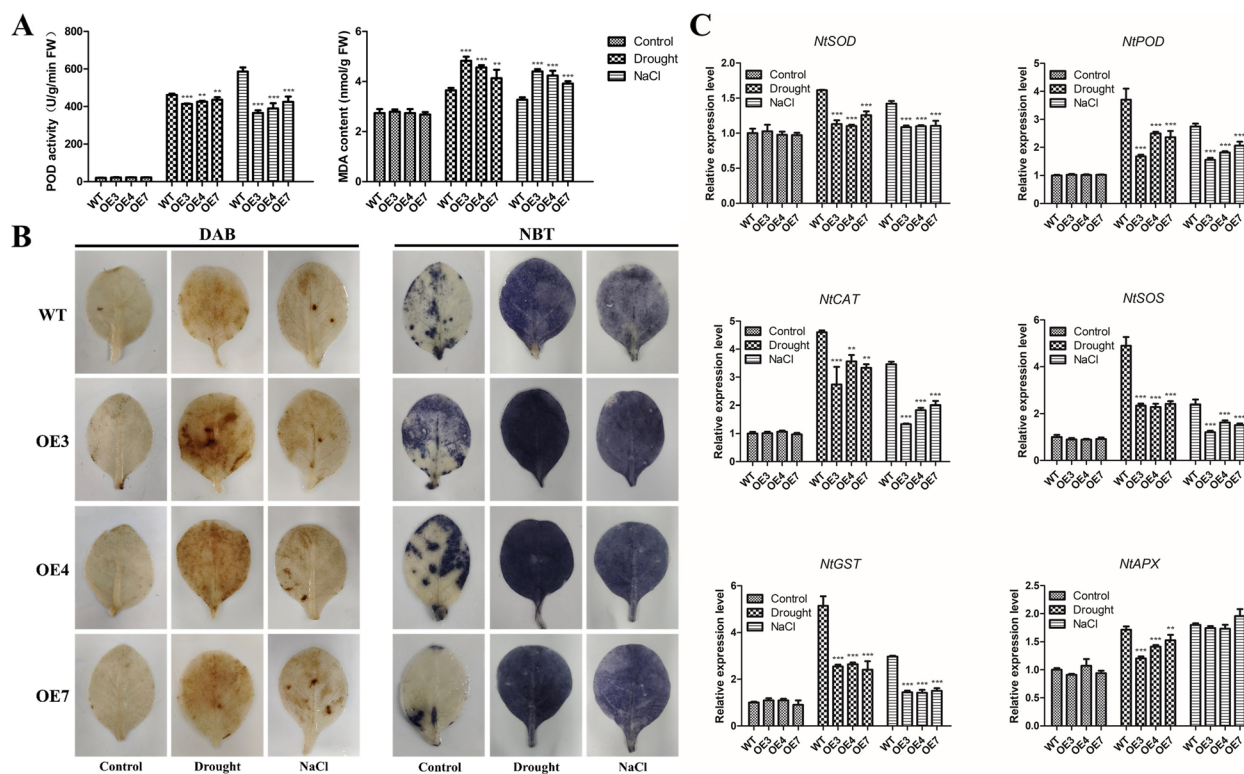 A
POD activity (U/g/min FW)
800
600
400
200
0
WT
OE3
OE4
OE7
WT
OE3
OE4
OE7
WT
OE3
OE4
OE7
***
**
**
***
***
***
MDA content (nmol/g FW)
6
4
2
0
WT
OE3
OE4
OE7
WT
OE3
OE4
OE7
WT
OE3
OE4
OE7
***
***
**
***
***
***
Control
Drought
NaCl
B
DAB
NBT
WT
OE3
OE4
OE7
Control
Drought
NaCl
Control
Drought
NaCl
C
NtSOD
Relative expression level
2.0
1.5
1.0
0.5
0.0
Control
Drought
NaCl
***
***
***
***
***
***
WT
OE3
OE4
OE7
WT
OE3
OE4
OE7
WT
OE3
OE4
OE7
NtPOD
Relative expression level
5
4
3
2
1
0
Control
Drought
NaCl
***
***
***
***
***
***
WT
OE3
OE4
OE7
WT
OE3
OE4
OE7
WT
OE3
OE4
OE7
NtCAT
Relative expression level
5
4
3
2
1
0
Control
Drought
NaCl
***
**
**
***
***
***
WT
OE3
OE4
OE7
WT
OE3
OE4
OE7
WT
OE3
OE4
OE7
NtSOS
Relative expression level
6
4
2
0
Control
Drought
NaCl
***
***
***
***
***
***
WT
OE3
OE4
OE7
WT
OE3
OE4
OE7
WT
OE3
OE4
OE7
NtGST
Relative expression level
6
4
2
0
Control
Drought
NaCl
***
***
***
***
***
***
WT
OE3
OE4
OE7
WT
OE3
OE4
OE7
WT
OE3
OE4
OE7
NtAPX
Relative expression level
2.5
2.0
1.5
1.0
0.5
0.0
Control
Drought
NaCl
***
***
**
WT
OE3
OE4
OE7
WT
OE3
OE4
OE7
WT
OE3
OE4
OE7